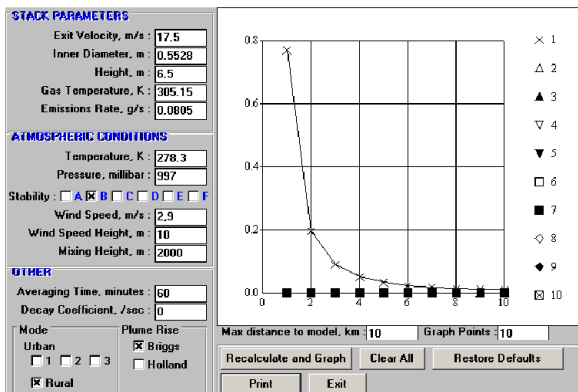 STACK PARAMETERS
Exit Velocity, m/s : 17.5
Inner Diameter, m : 0.5528
Height, m : 6.5
Gas Temperature, K : 305.15
Emissions Rate, g/s : 0.0805
ATMOSPHERIC CONDITIONS
Temperature, K : 278.3
Pressure, millibar : 997
Stability : A B C D E F
Wind Speed, m/s : 2.9
Wind Speed Height, m : 10
Mixing Height, m : 2000
OTHER
Averaging Time, minutes : 60
Decay Coefficient, /sec : 0
Mode
Urban
1 2 3
Rural
Plume Rise
Briggs
Holland
0.8
0.6
0.4
0.2
0.0
0 2 4 6 8 10
1
2
3
4
5
6
7
8
9
10
Max distance to model, km : 10 Graph Points : 10
Recalculate and Graph Clear All Restore Defaults
Print Exit